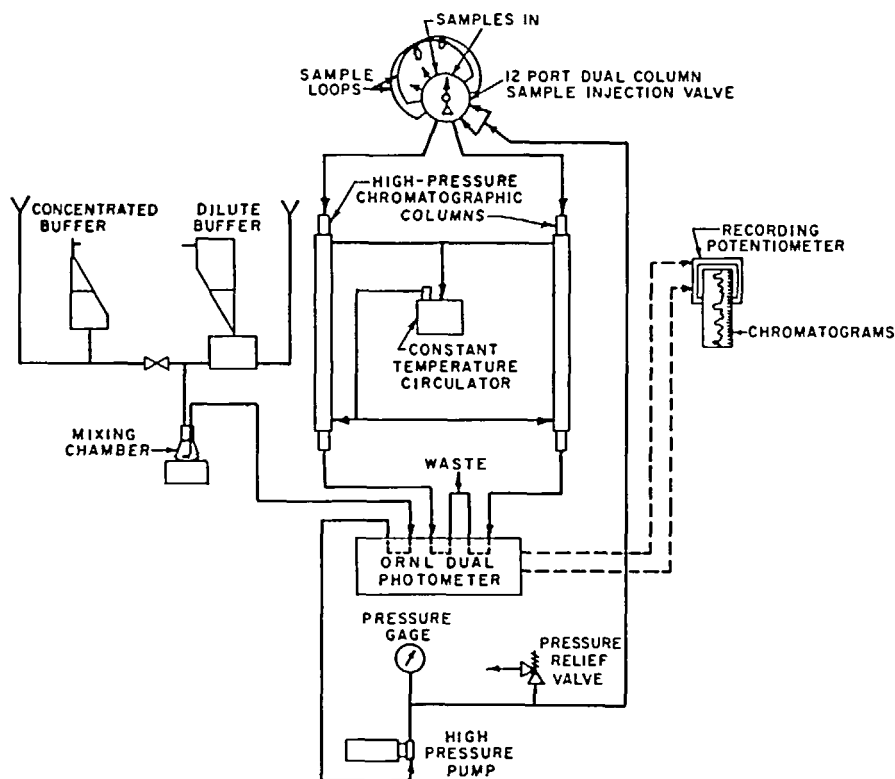 SAMPLES IN
SAMPLE
LOOPS
12 PORT DUAL COLUMN
SAMPLE INJECTION VALVE
HIGH-PRESSURE
CHROMATOGRAPHIC
COLUMNS
CONCENTRATED
BUFFER
DILUTE
BUFFER
RECORDING
POTENTIOMETER
CHROMATOGRAMS
CONSTANT
TEMPERATURE
CIRCULATOR
MIXING
CHAMBER
WASTE
ORNL DUAL
PHOTOMETER
PRESSURE
GAGE
PRESSURE
RELIEF
VALVE
HIGH
PRESSURE
PUMP